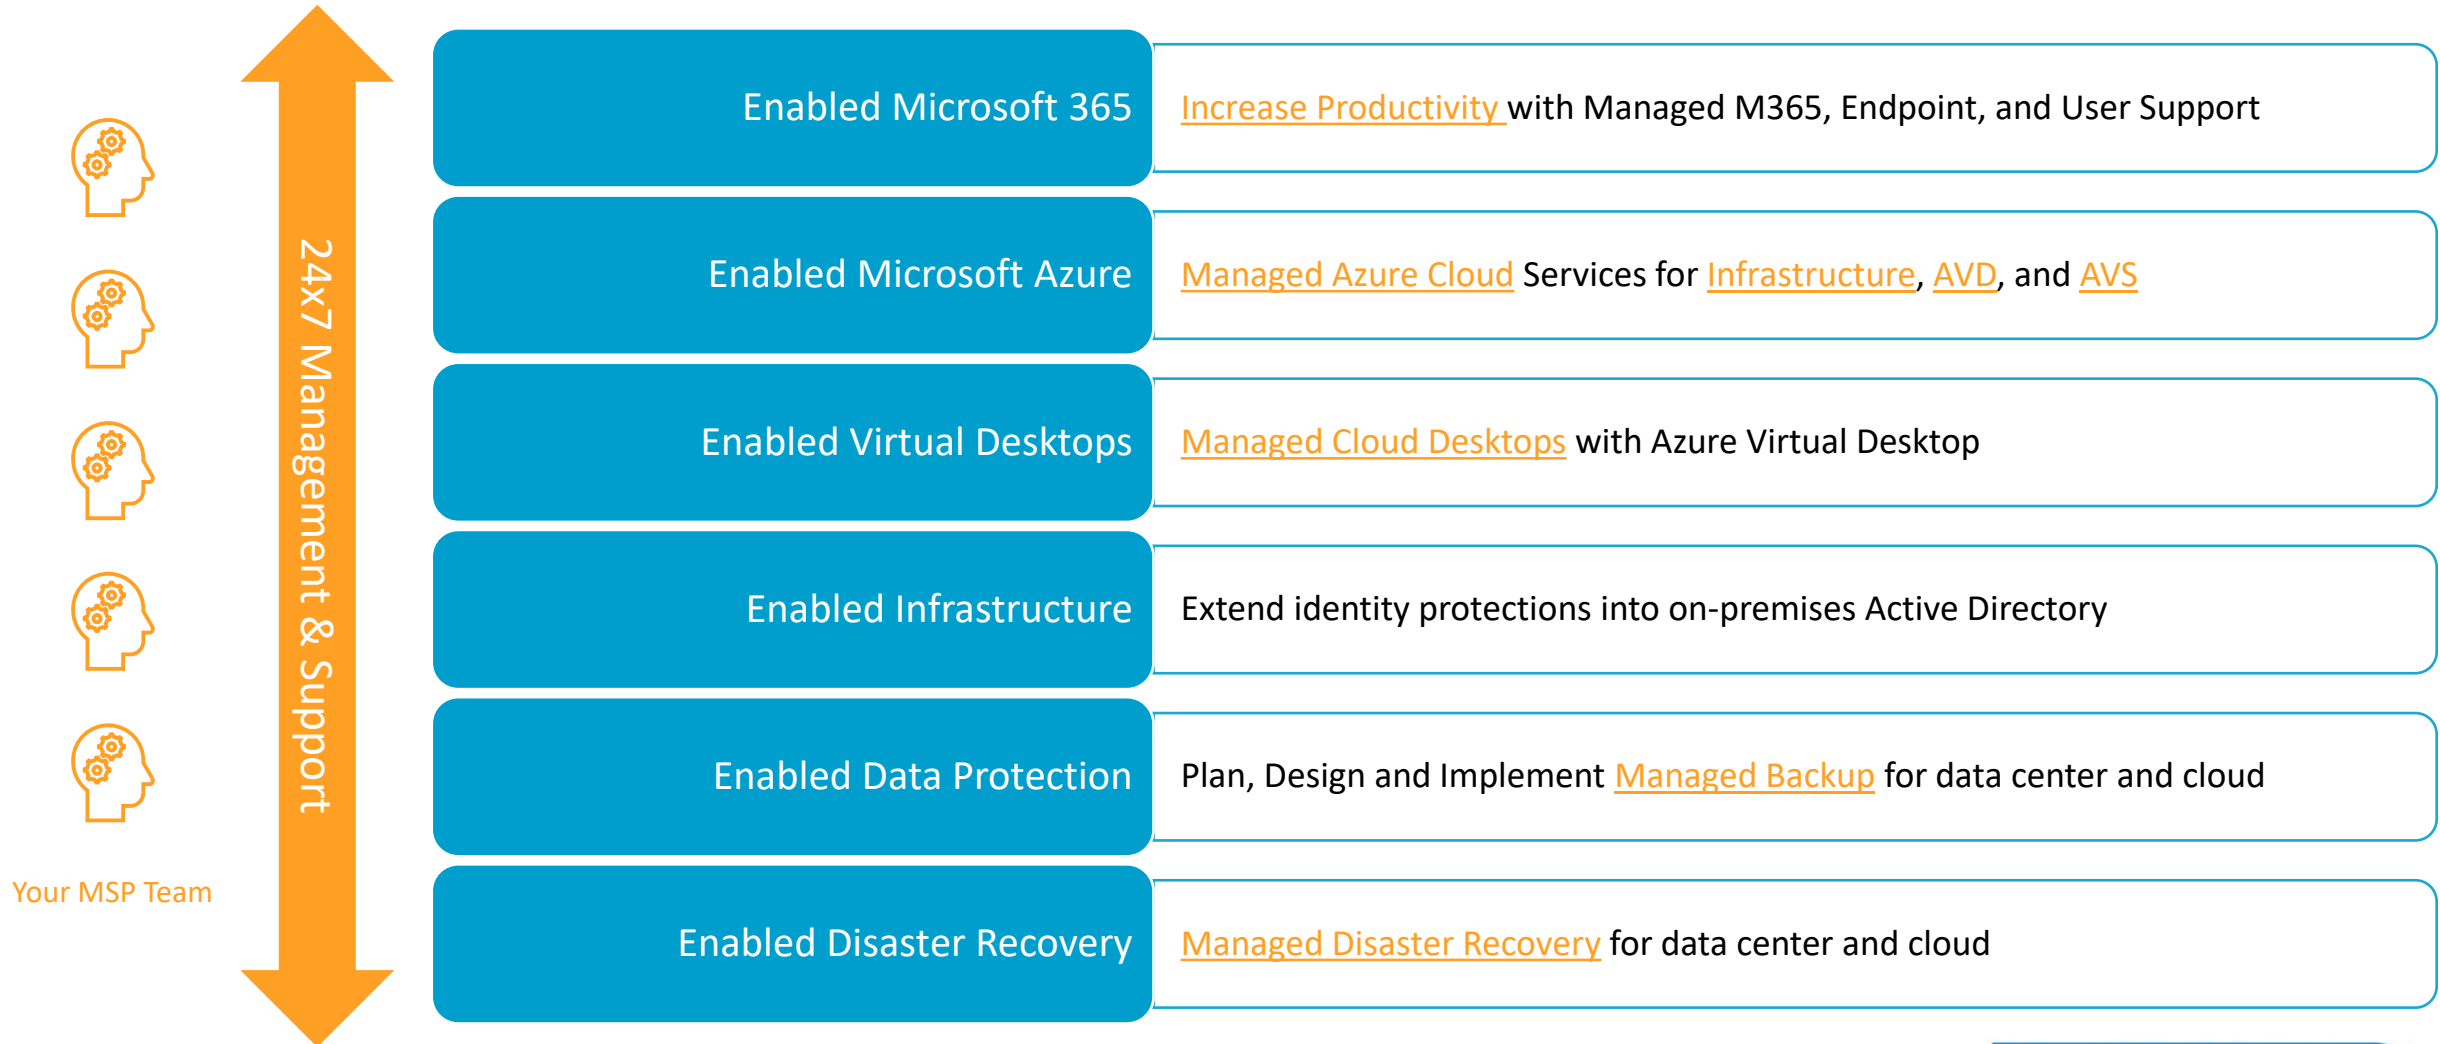 Enabled Microsoft 365
Increase Productivity with Managed M365, Endpoint, and User Support
Enabled Microsoft Azure
Managed Azure Cloud Services for Infrastructure, AVD, and AVS
Enabled Virtual Desktops
Managed Cloud Desktops with Azure Virtual Desktop
Enabled Infrastructure
Extend identity protections into on-premises Active Directory
Enabled Data Protection
Plan, Design and Implement Managed Backup for data center and cloud
Enabled Disaster Recovery
Managed Disaster Recovery for data center and cloud
24x7 Management & Support
Your MSP Team